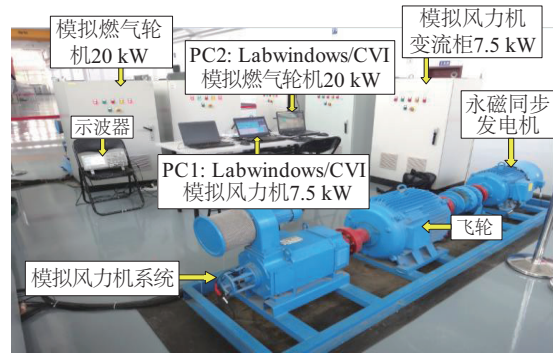 模拟燃气轮
机20 kW
PC2: Labwindows/CVI
模拟燃气轮机20 kW
模拟风力机
变流柜7.5 kW
示波器
永磁同步
发电机
PC1: Labwindows/CVI
模拟风力机7.5 kW
飞轮
模拟风力机系统